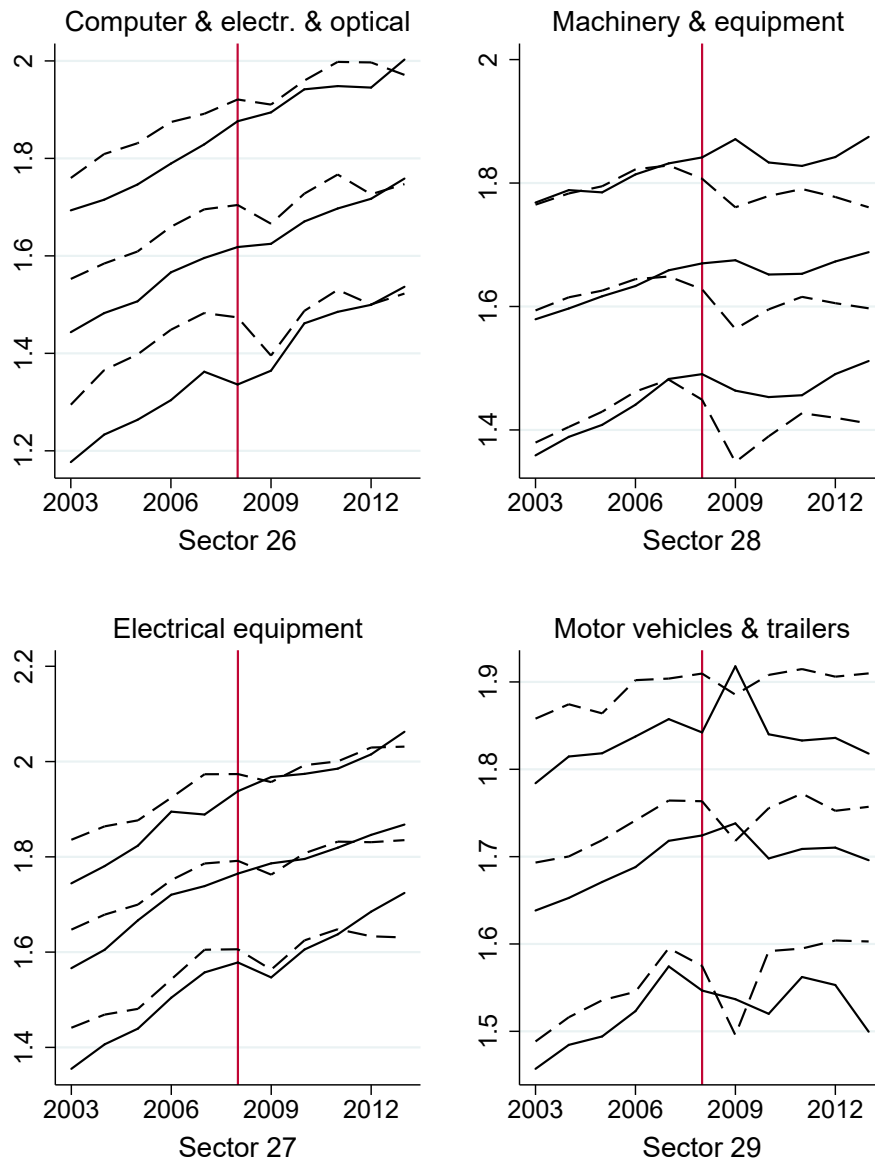 Computer & electr. & optical
2
1.8
1.6
1.4
1.2
2003 2006 2009 2012
Sector 26
Machinery & equipment
2
1.8
1.6
1.4
2003 2006 2009 2012
Sector 28
Electrical equipment
2.2
2
1.8
1.6
1.4
2003 2006 2009 2012
Sector 27
Motor vehicles & trailers
1.9
1.8
1.7
1.6
1.5
2003 2006 2009 2012
Sector 29